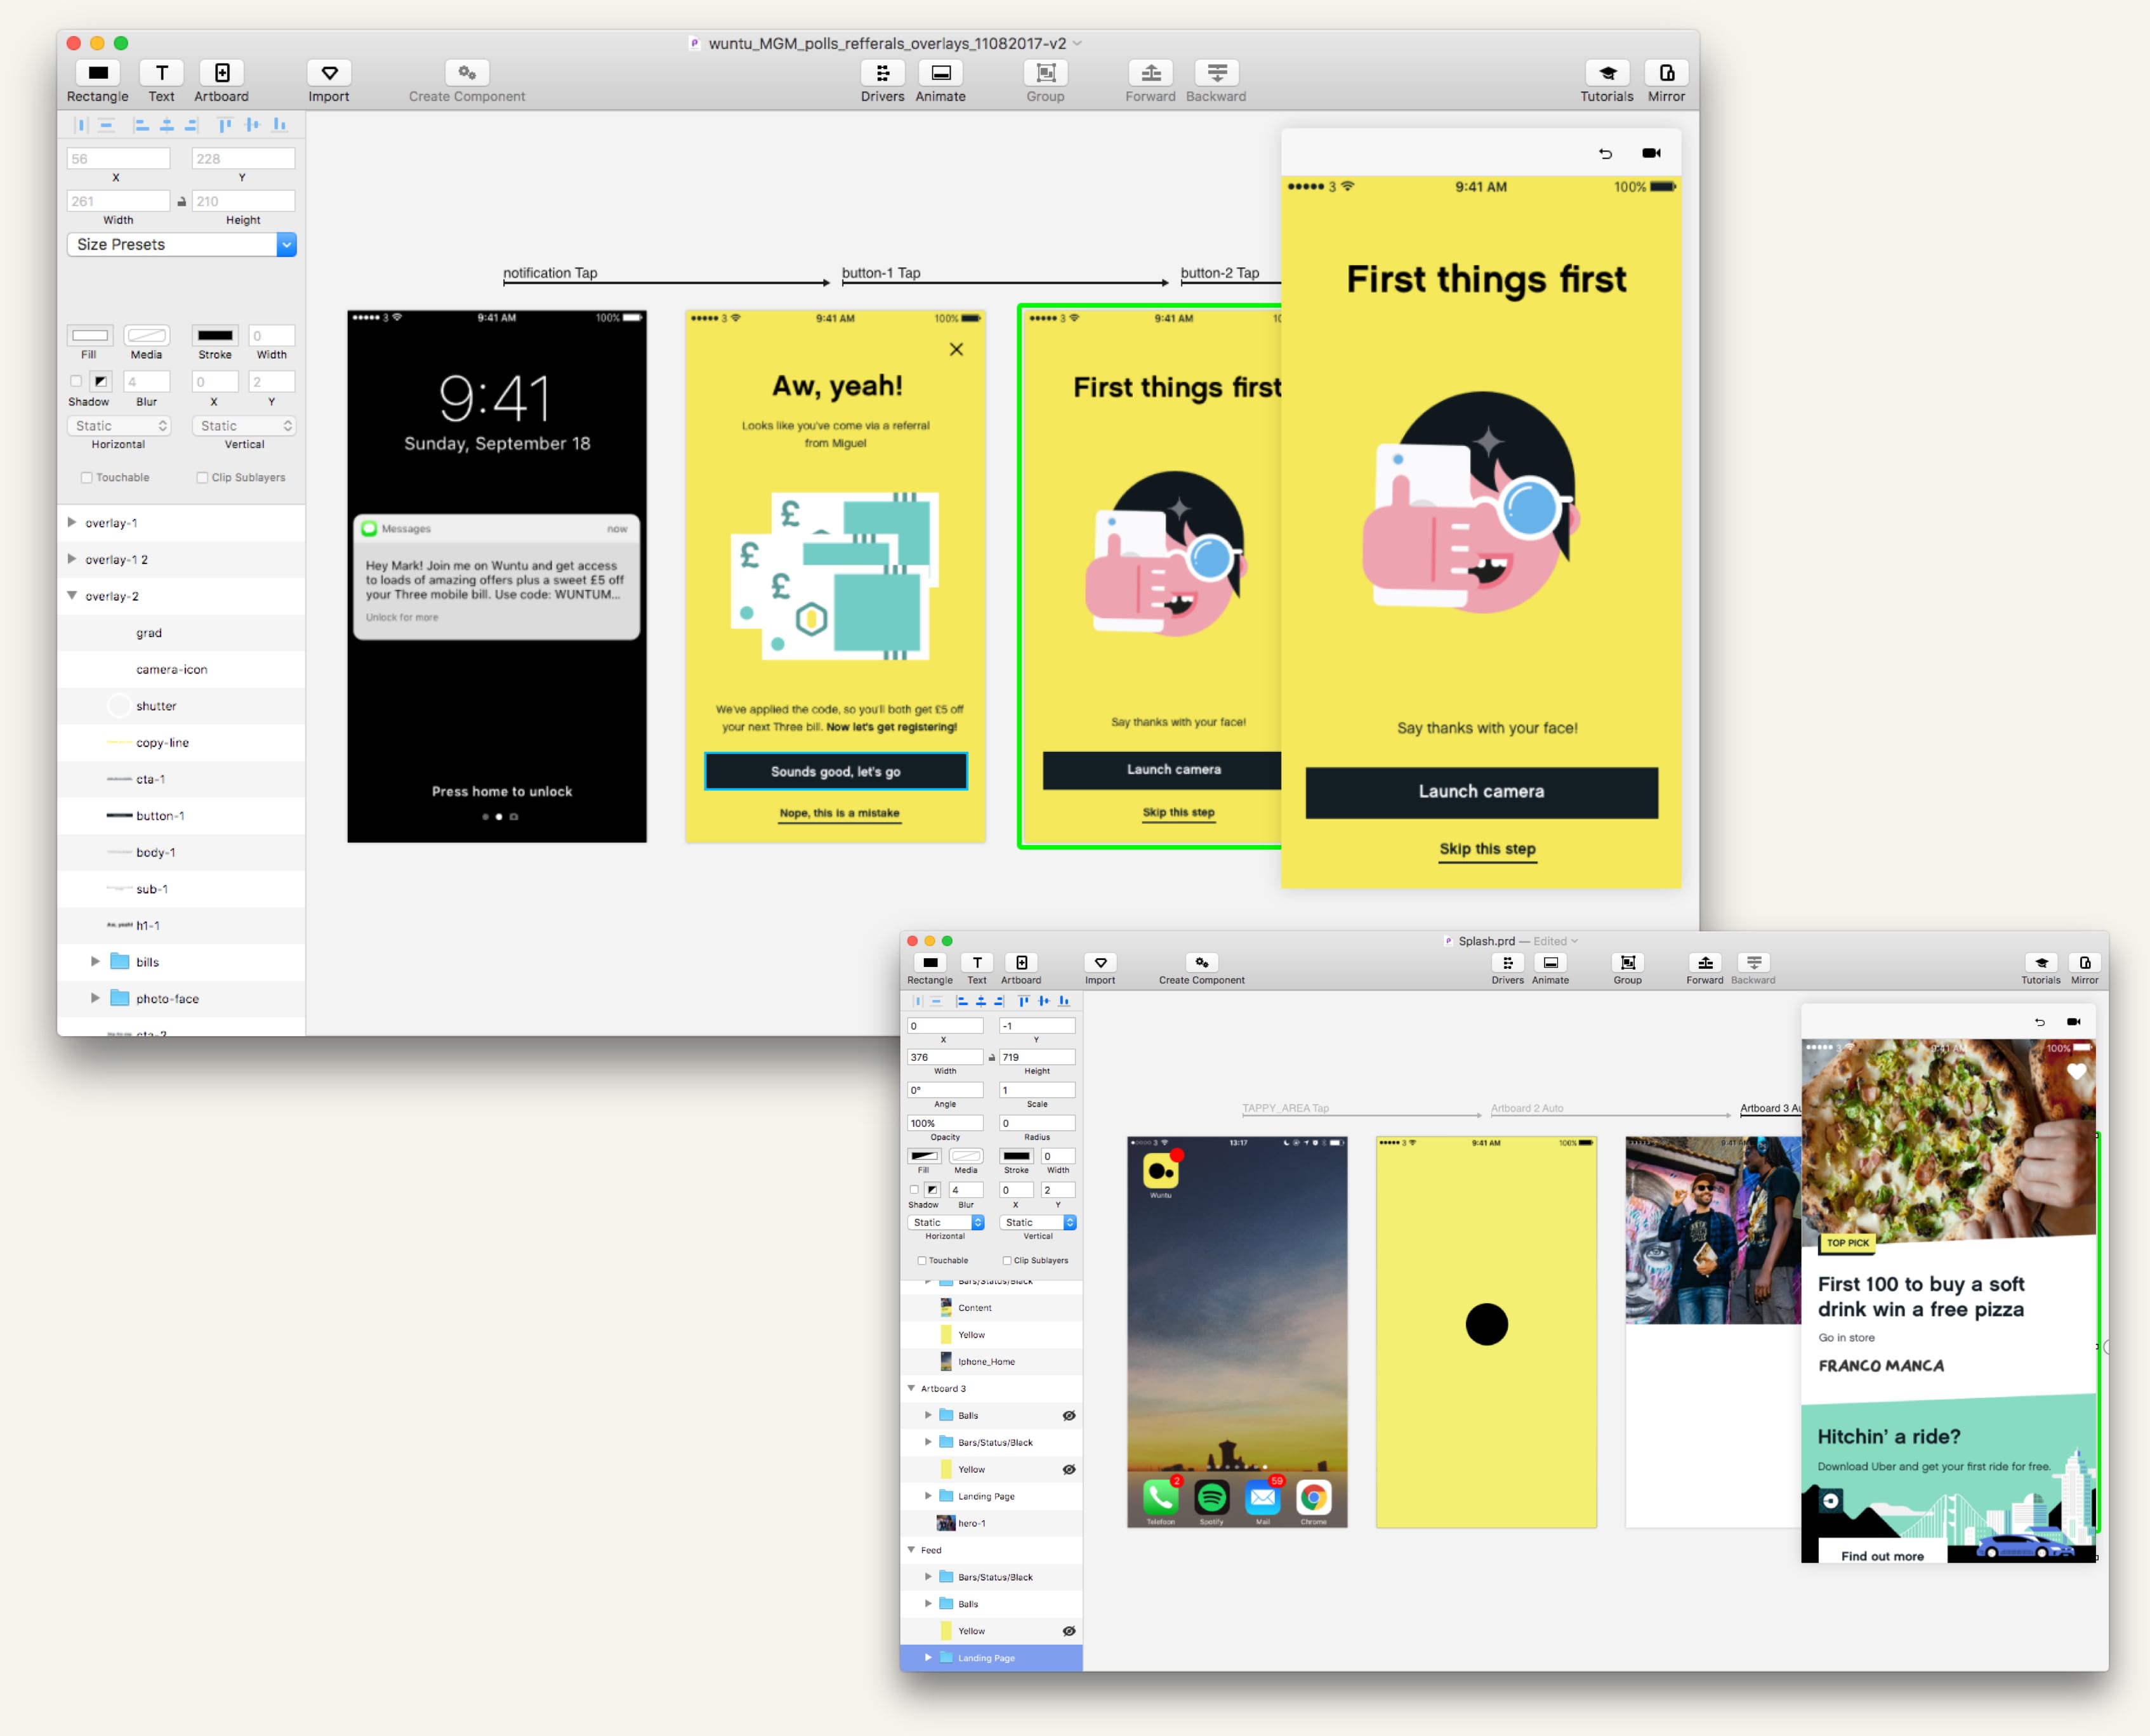 wuntu_MGM_polls_refferals_overlays_11082017-v2
Rectangle Text Artboard Import Create Component Drivers Animate Group Forward Backward Tutorials Mirror
56 228
X Y
261 210
Width Height
Size Presets
0
Fill Media Stroke Width
4 0 2
Shadow Blur X Y
Static Static
Horizontal Vertical
Touchable Clip Sublayers
overlay-1
overlay-1 2
overlay-2
grad
camera-icon
shutter
copy-line
cta-1
button-1
body-1
sub-1
h1-1
bills
photo-face
cta-2
notification Tap
button-1 Tap
button-2 Tap
3 9:41 AM 100%
9:41
Sunday, September 18
Messages now
Hey Mark! Join me on Wuntu and get access
to loads of amazing offers plus a sweet £5 off
your Three mobile bill. Use code: WUNTUM...
Unlock for more
Press home to unlock
3 9:41 AM 100%
Aw, yeah!
Looks like you've come via a referral
from Miguel
£
£
£
We've applied the code, so you'll both get £5 off
your next Three bill. Now let's get registering!
Sounds good, let's go
Nope, this is a mistake
3 9:41 AM 10
First things first
Say thanks with your face!
Launch camera
Skip this step
3 9:41 AM 100%
First things first
Say thanks with your face!
Launch camera
Skip this step
Splash.prd — Edited
Rectangle Text Artboard Import Create Component Drivers Animate Group Forward Backward Tutorials Mirror
0 -1
X Y
376 719
Width Height
0° 1
Angle Scale
100% 0
Opacity Radius
0
Fill Media Stroke Width
4 0 2
Shadow Blur X Y
Static Static
Horizontal Vertical
Touchable Clip Sublayers
Bars/Status/Black
Content
Yellow
Iphone_Home
Artboard 3
Balls
Bars/Status/Black
Yellow
Landing Page
hero-1
Feed
Bars/Status/Black
Balls
Yellow
Landing Page
TAPPY_AREA Tap
Artboard 2 Auto
Artboard 3 Au
3 13:17
Wuntu
2 59
Telefoon Spotify Mail Chrome
3 9:41 AM 100%
9:41 AM
3 9:41 AM 100%
TOP PICK
First 100 to buy a soft
drink win a free pizza
Go in store
FRANCO MANCA
Hitchin' a ride?
Download Uber and get your first ride for free.
Find out more